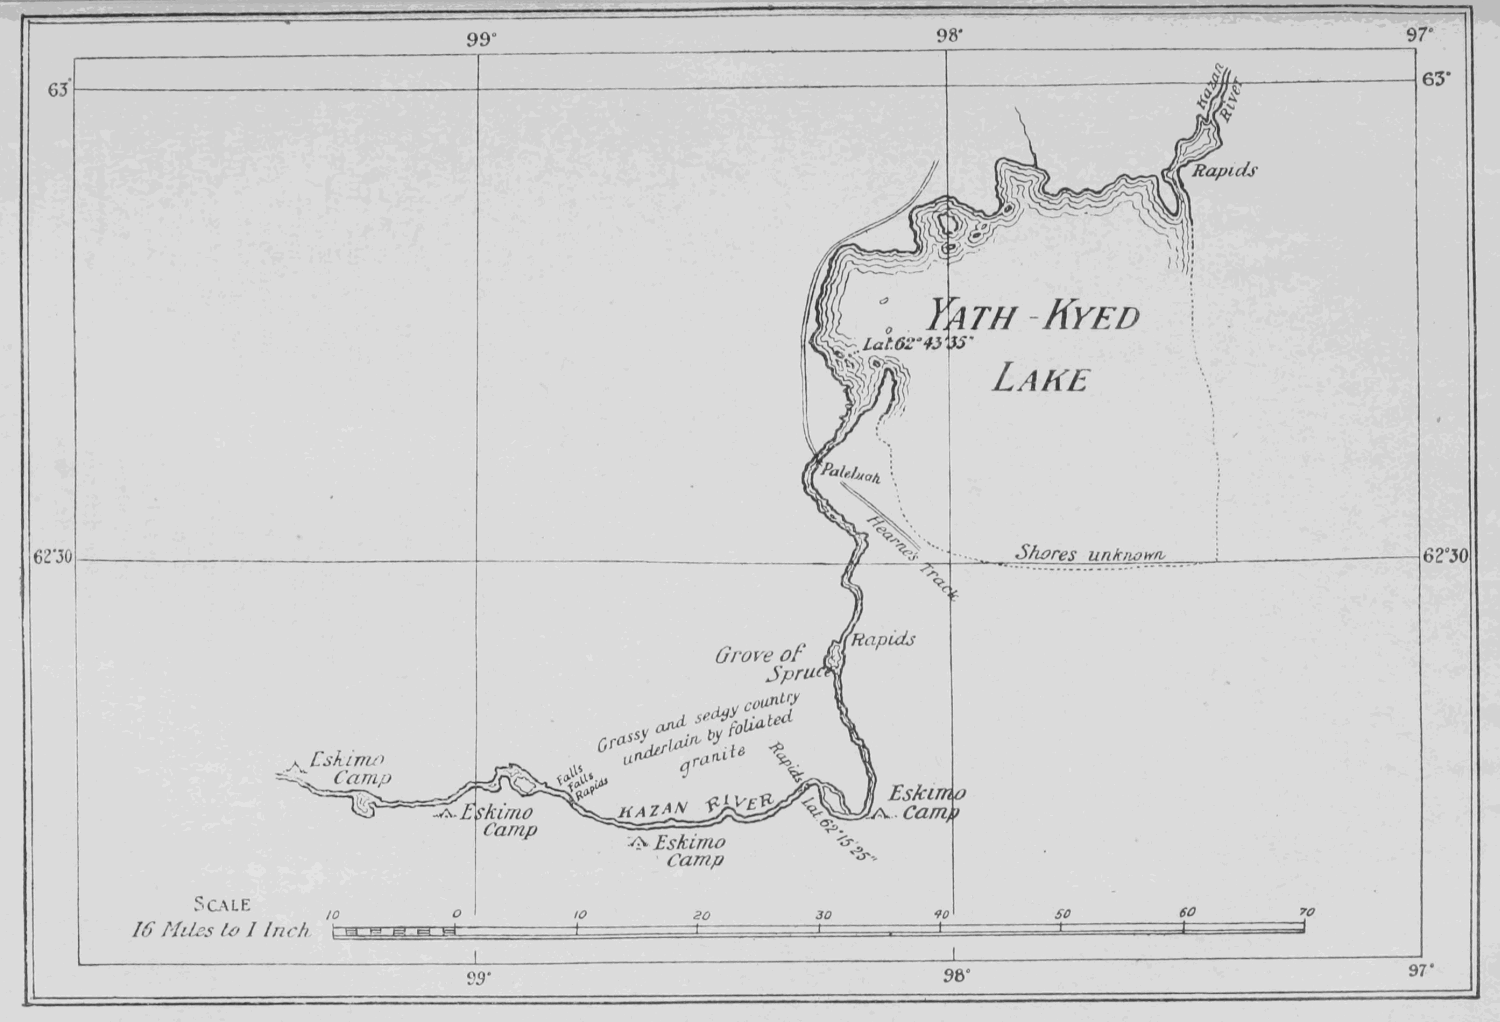 99°
98°
97°
63°
63°
Kazan
River
Rapids
YATH-KYED
LAKE
Lat. 62° 43' 35"
Palelluah
Hearne's Track
62°30
62°30
Shores unknown
Rapids
Grove of
Spruce
Grassy and sedgy country
underlain by foliated
granite
Eskimo
Camp
Falls
Falls
Rapids
Rapids
KAZAN RIVER
Eskimo
Camp
Eskimo
Camp
Eskimo
Camp
Lat. 62° 15' 25"
SCALE
16 Miles to 1 Inch
10 0 10 20 30 40 50 60 70
99°
98°
97°